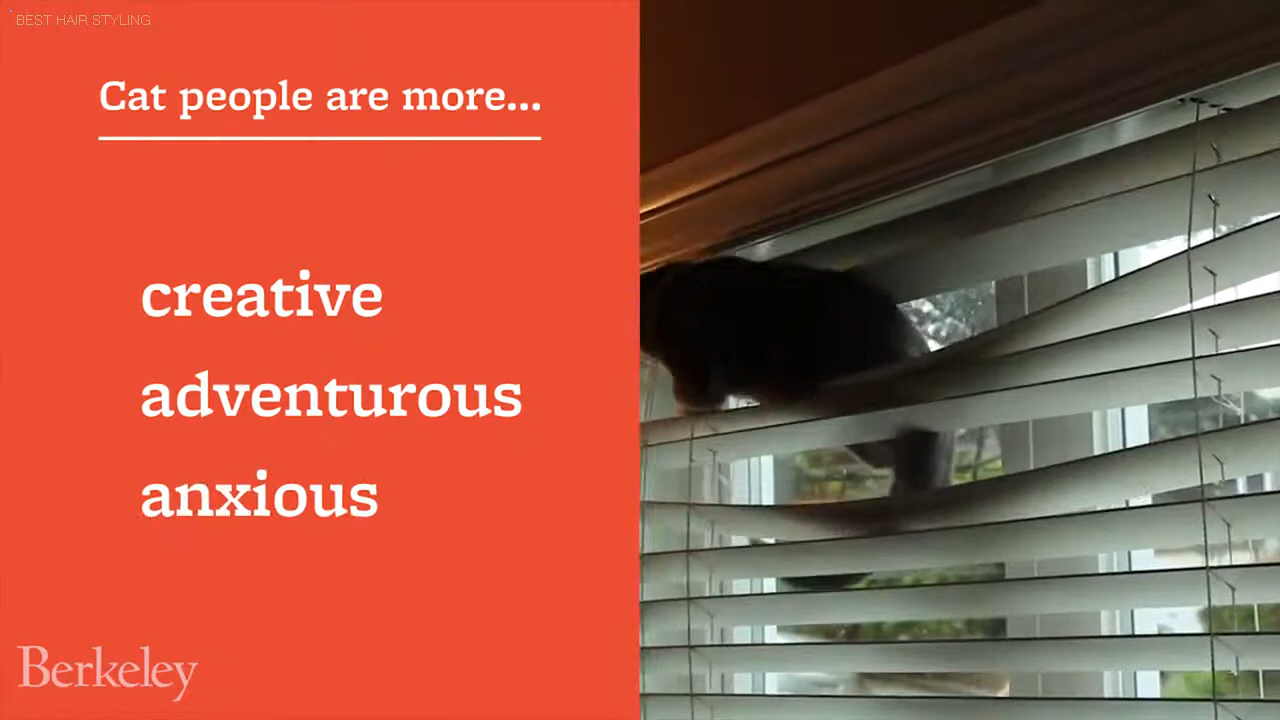 BEST HAIR STYLING
Cat people are more...
creative
adventurous
anxious
Berkeley